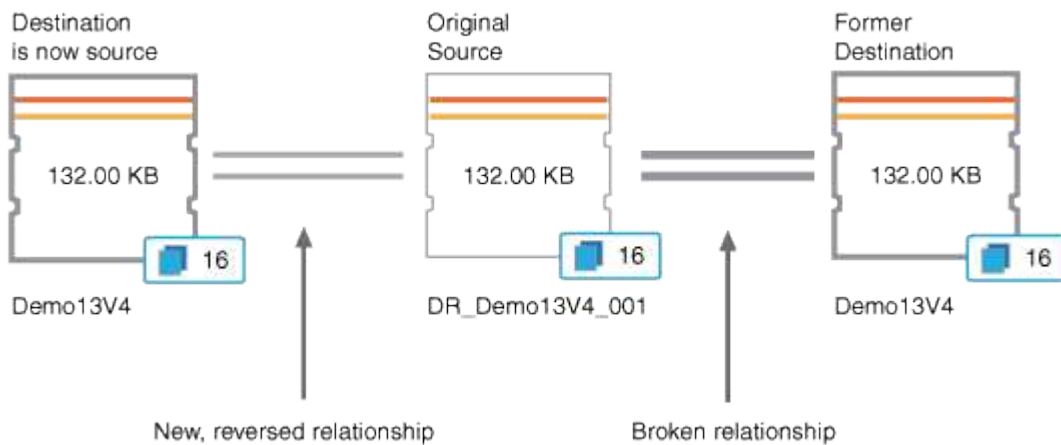 Destination
is now source
Original
Source
Former
Destination
132.00 KB
132.00 KB
132.00 KB
16
16
16
Demo13V4
DR_Demo13V4_001
Demo13V4
New, reversed relationship
Broken relationship